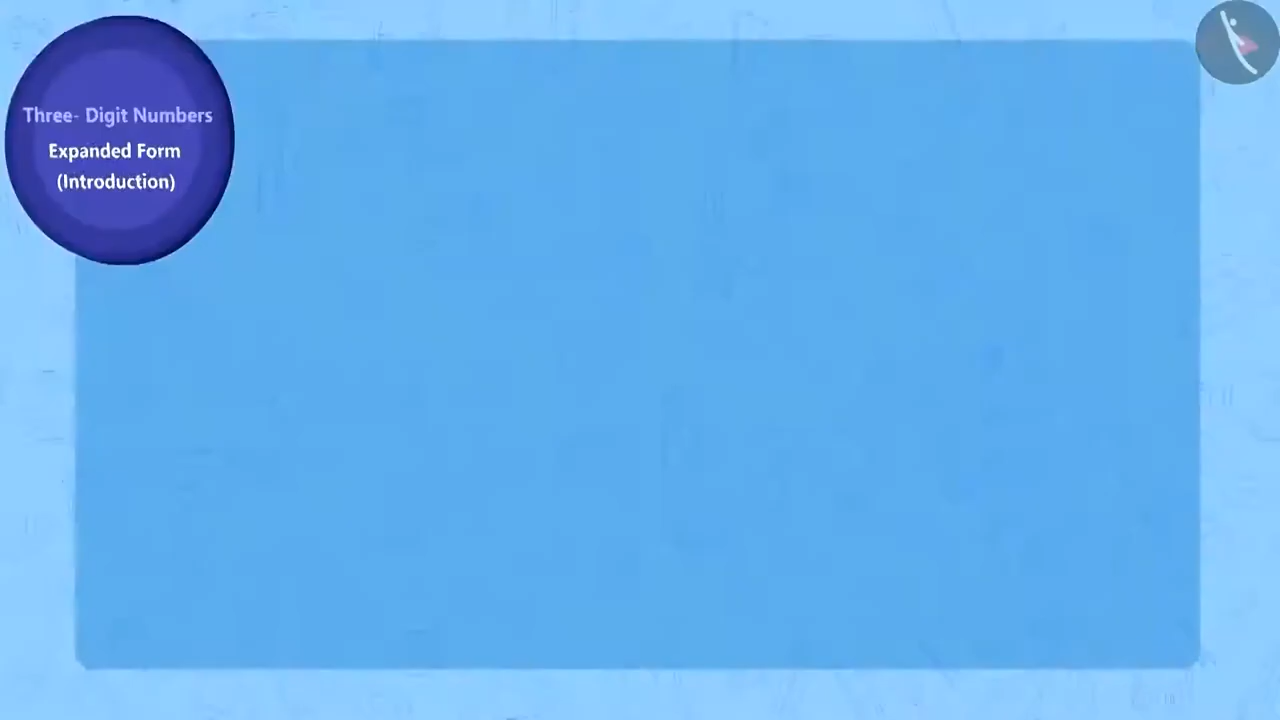 Three- Digit Numbers
Expanded Form
(Introduction)